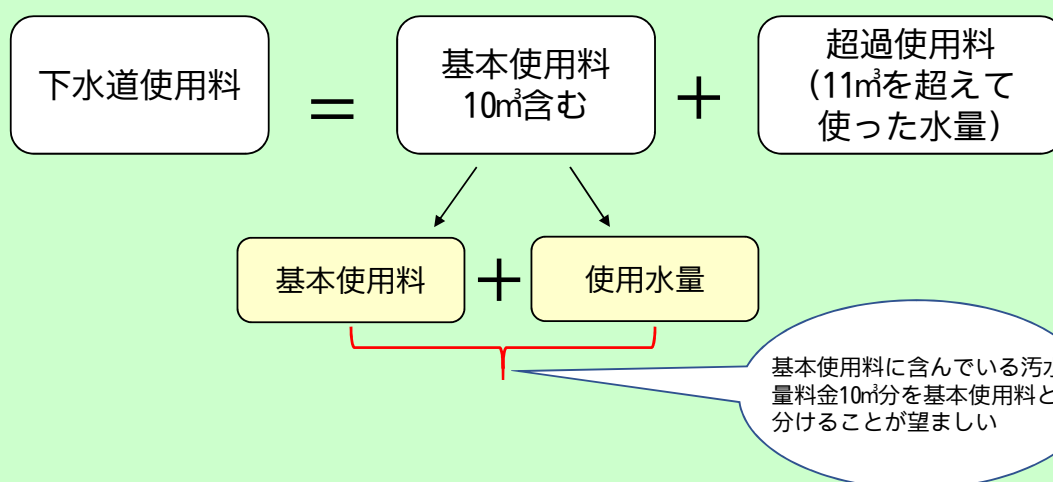 下水道使用料
＝
基本使用料
10㎥含む
＋
超過使用料
(11㎥を超えて
使った水量)
基本使用料
＋
使用水量
基本使用料に含んでいる汚水
量料金10㎥分を基本使用料と
分けることが望ましい